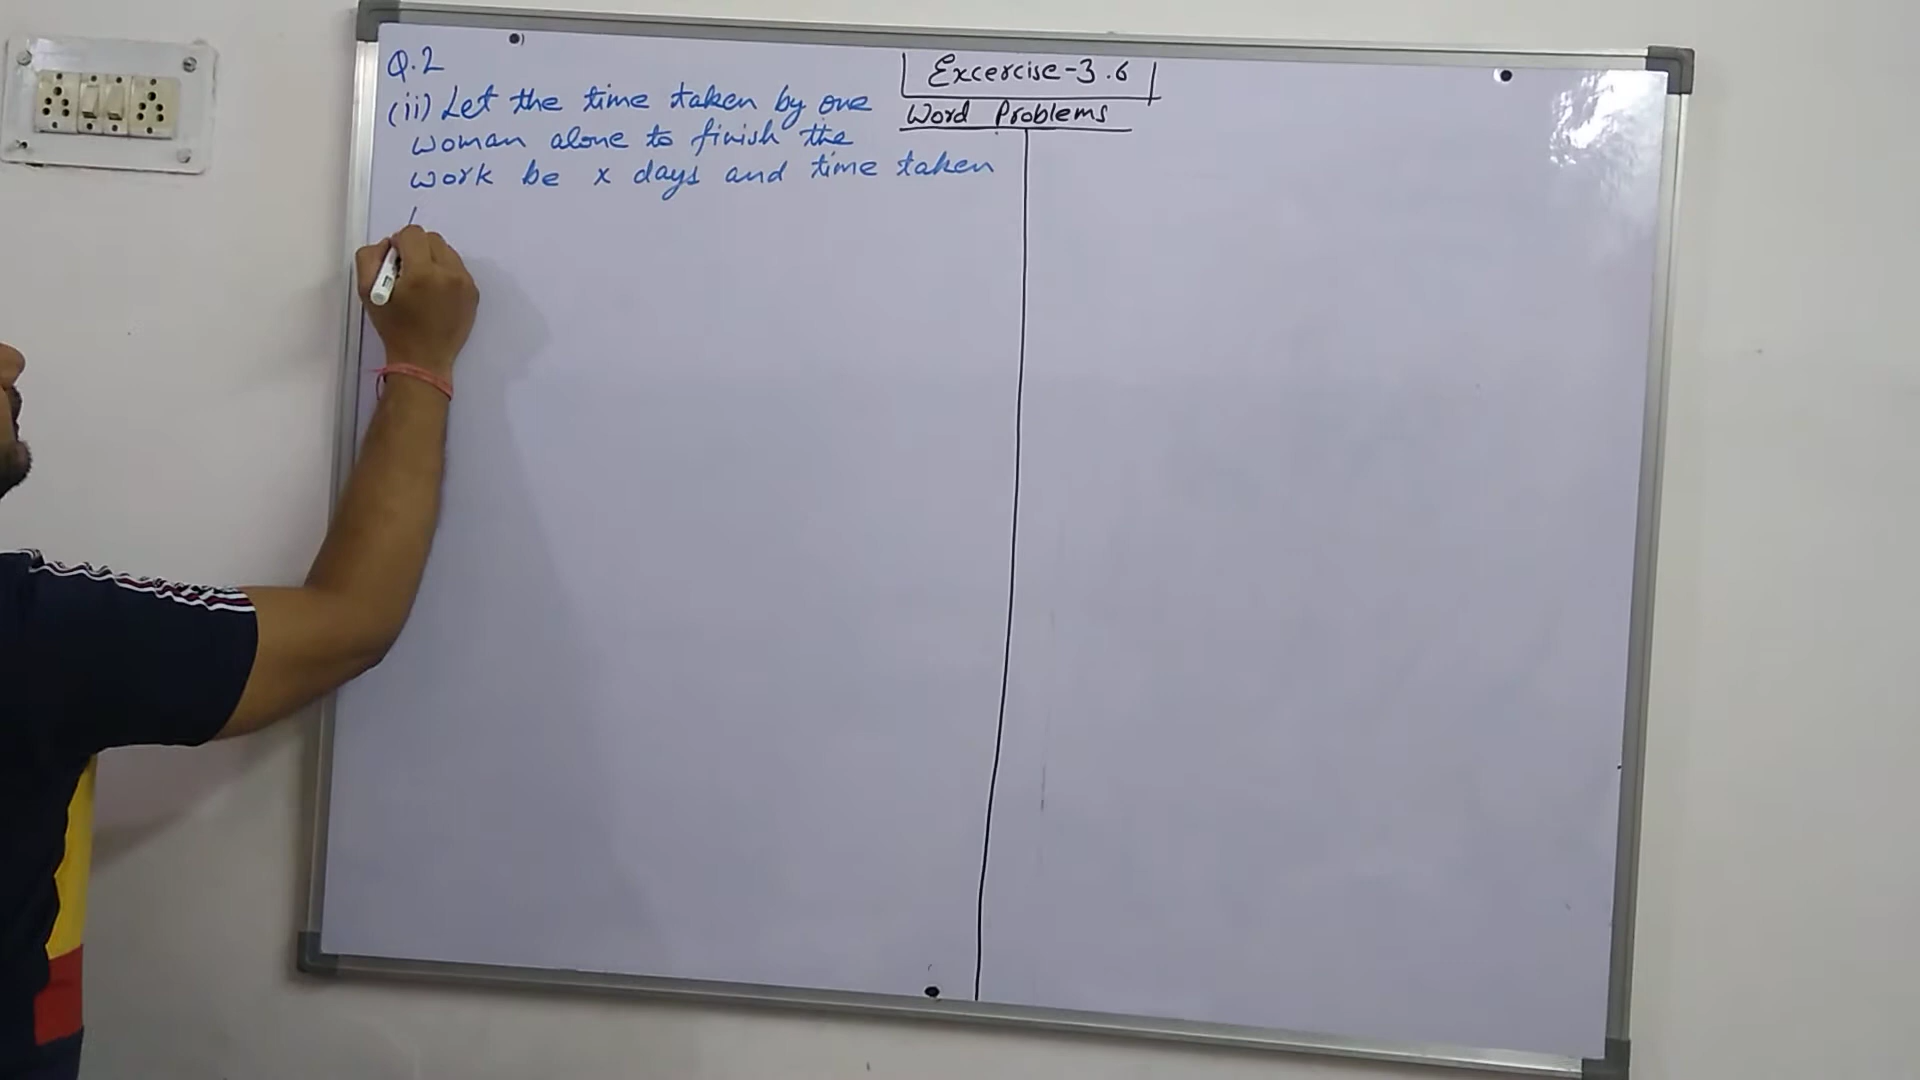 Excercise-3.6
Word Problems
Q.2
(ii) Let the time taken by one
woman alone to finish the
work be x days and time taken